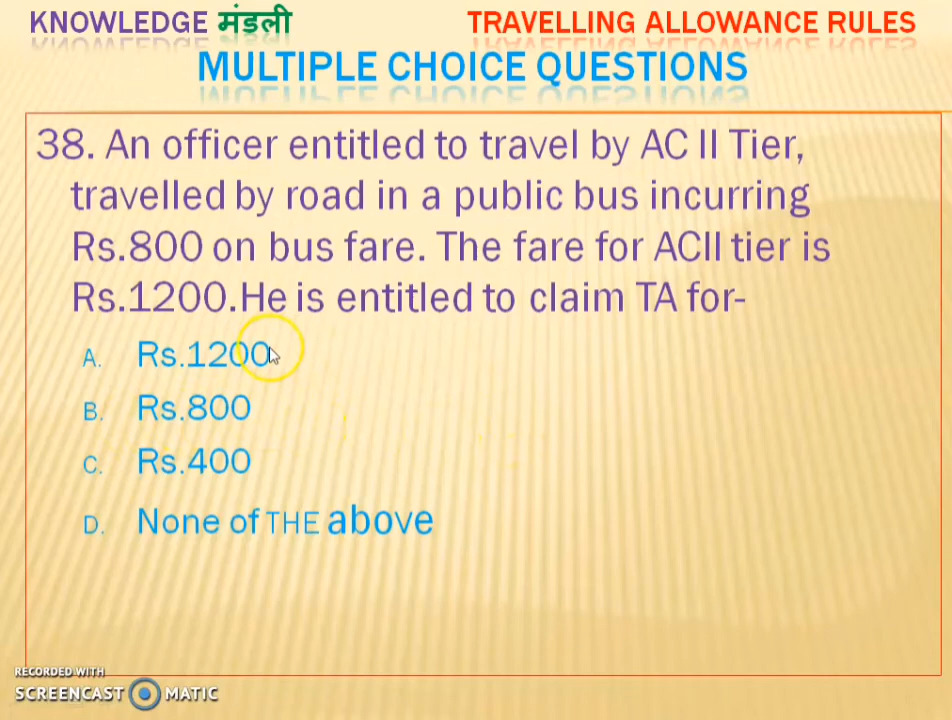 KNOWLEDGE मंडली
TRAVELLING ALLOWANCE RULES
MULTIPLE CHOICE QUESTIONS
38. An officer entitled to travel by AC II Tier,
travelled by road in a public bus incurring
Rs.800 on bus fare. The fare for ACII tier is
Rs.1200.He is entitled to claim TA for-
A. Rs.1200
B. Rs.800
C. Rs.400
D. None of THE above
RECORDED WITH
SCREENCAST MATIC